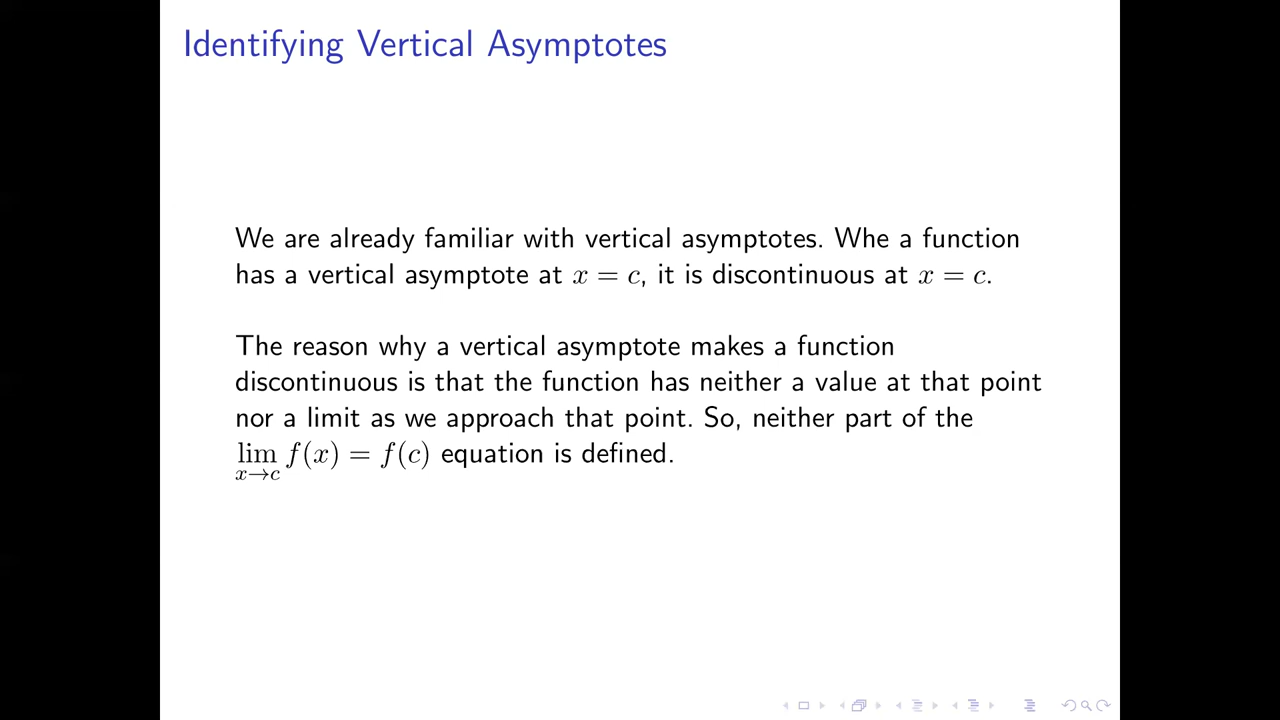 Identifying Vertical Asymptotes
We are already familiar with vertical asymptotes. Whe a function
has a vertical asymptote at x = c, it is discontinuous at x = c.
The reason why a vertical asymptote makes a function
discontinuous is that the function has neither a value at that point
nor a limit as we approach that point. So, neither part of the
lim f(x) = f(c) equation is defined.
x→c